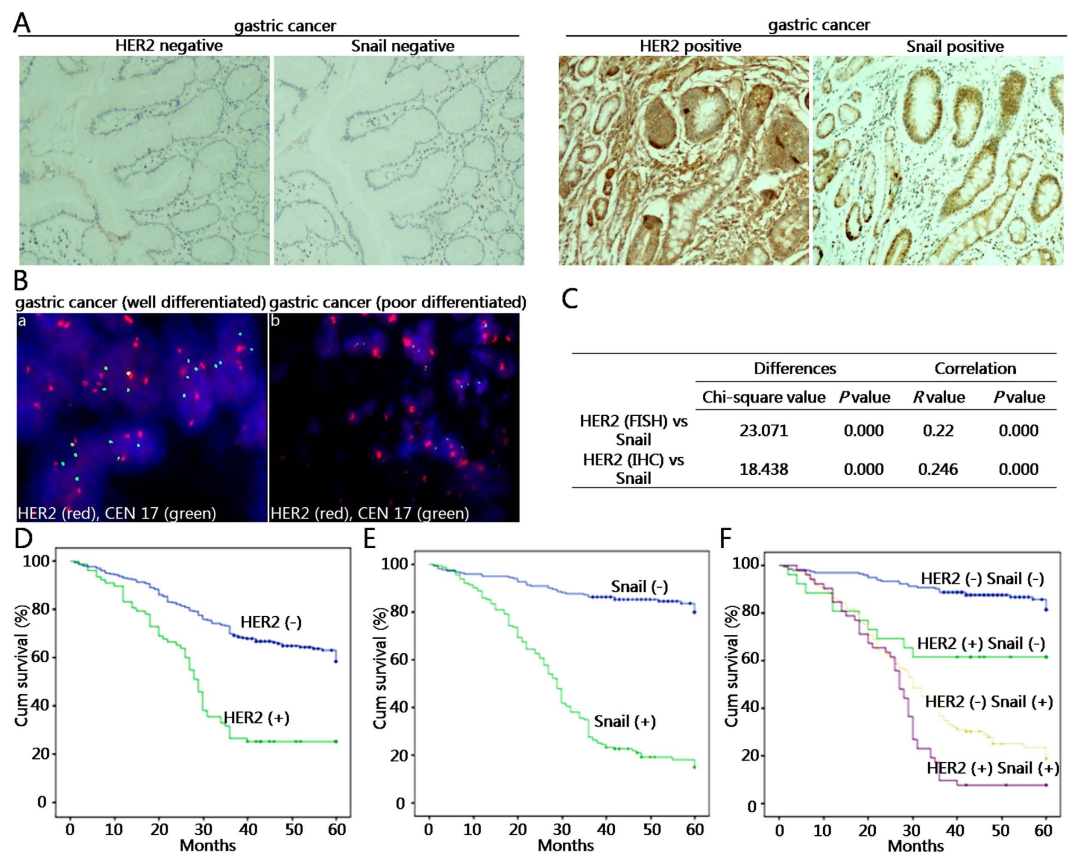 A
gastric cancer
HER2 negative
Snail negative
gastric cancer
HER2 positive
Snail positive
B
gastric cancer (well differentiated)
gastric cancer (poor differentiated)
a
b
HER2 (red), CEN 17 (green)
HER2 (red), CEN 17 (green)
C
Differences
Correlation
Chi-square value
P value
R value
P value
HER2 (FISH) vs
Snail
23.071
0.000
0.22
0.000
HER2 (IHC) vs
Snail
18.438
0.000
0.246
0.000
D
Cum survival (%)
100
80
60
40
20
0
HER2 (-)
HER2 (+)
0 10 20 30 40 50 60
Months
E
Cum survival (%)
100
80
60
40
20
0
Snail (-)
Snail (+)
0 10 20 30 40 50 60
Months
F
Cum survival (%)
100
80
60
40
20
0
HER2 (-) Snail (-)
HER2 (+) Snail (-)
HER2 (-) Snail (+)
HER2 (+) Snail (+)
0 10 20 30 40 50 60
Months